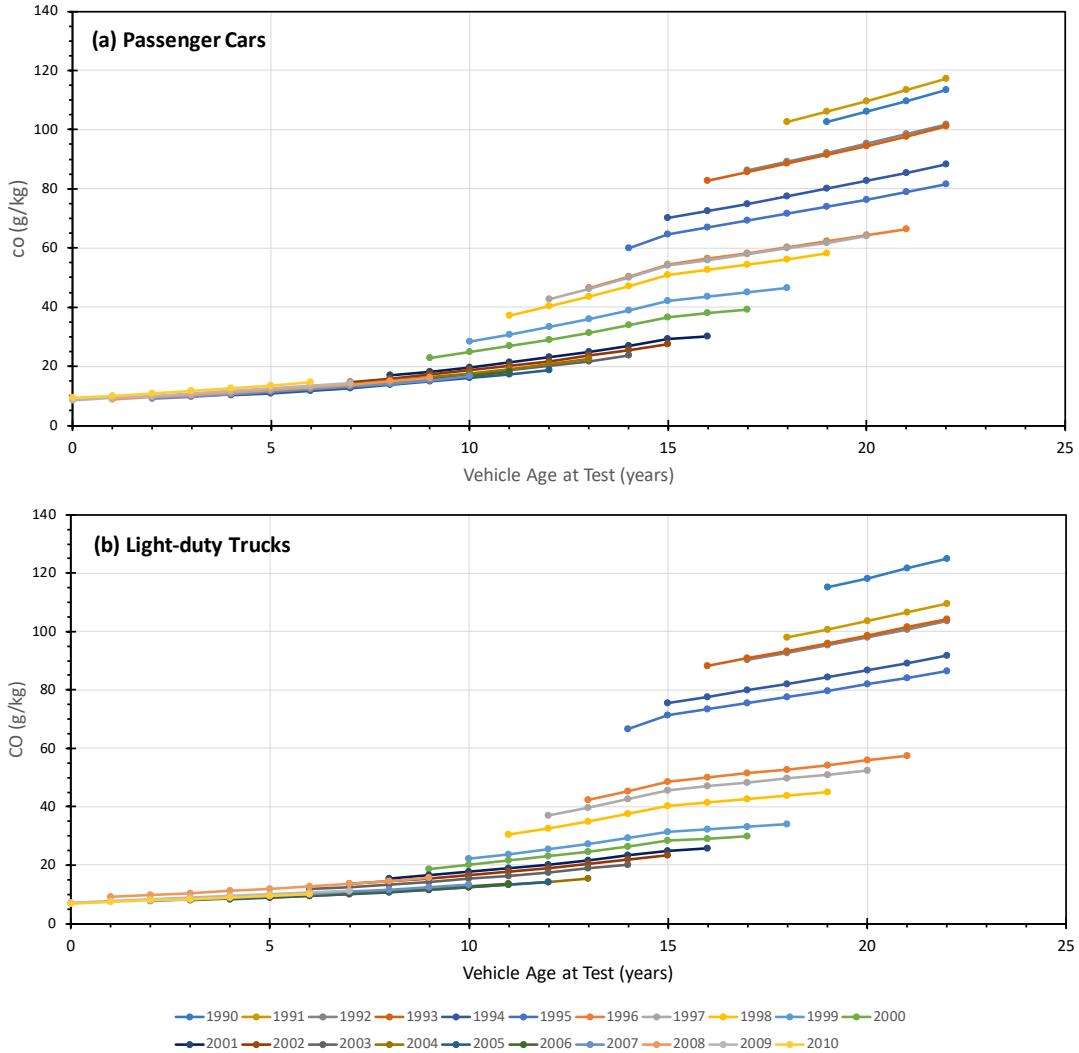 (a) Passenger Cars
co (g/kg)
140
120
100
80
60
40
20
0
0 5 10 15 20 25
Vehicle Age at Test (years)
(b) Light-duty Trucks
CO (g/kg)
140
120
100
80
60
40
20
0
0 5 10 15 20 25
Vehicle Age at Test (years)
1990 1991 1992 1993 1994 1995 1996 1997 1998 1999 2000
2001 2002 2003 2004 2005 2006 2007 2008 2009 2010